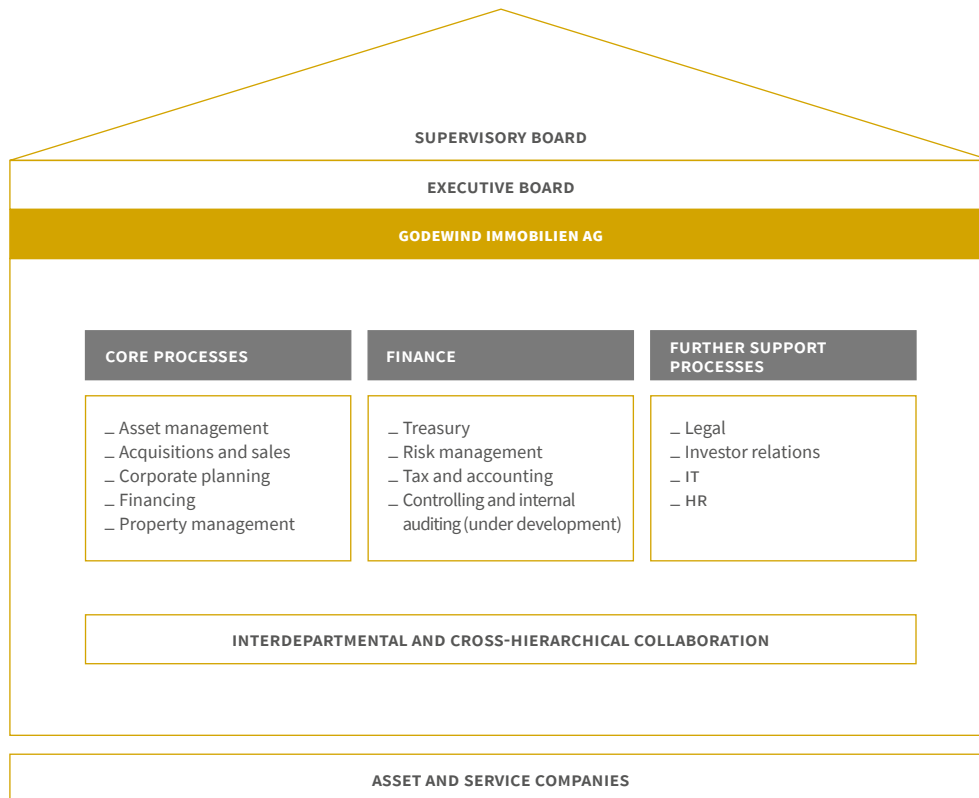 SUPERVISORY BOARD
EXECUTIVE BOARD
GODEWIND IMMOBILIEN AG
CORE PROCESSES
_ Asset management
_ Acquisitions and sales
_ Corporate planning
_ Financing
_ Property management
FINANCE
_ Treasury
_ Risk management
_ Tax and accounting
_ Controlling and internal
auditing (under development)
FURTHER SUPPORT
PROCESSES
_ Legal
_ Investor relations
_ IT
_ HR
INTERDEPARTMENTAL AND CROSS-HIERARCHICAL COLLABORATION
ASSET AND SERVICE COMPANIES